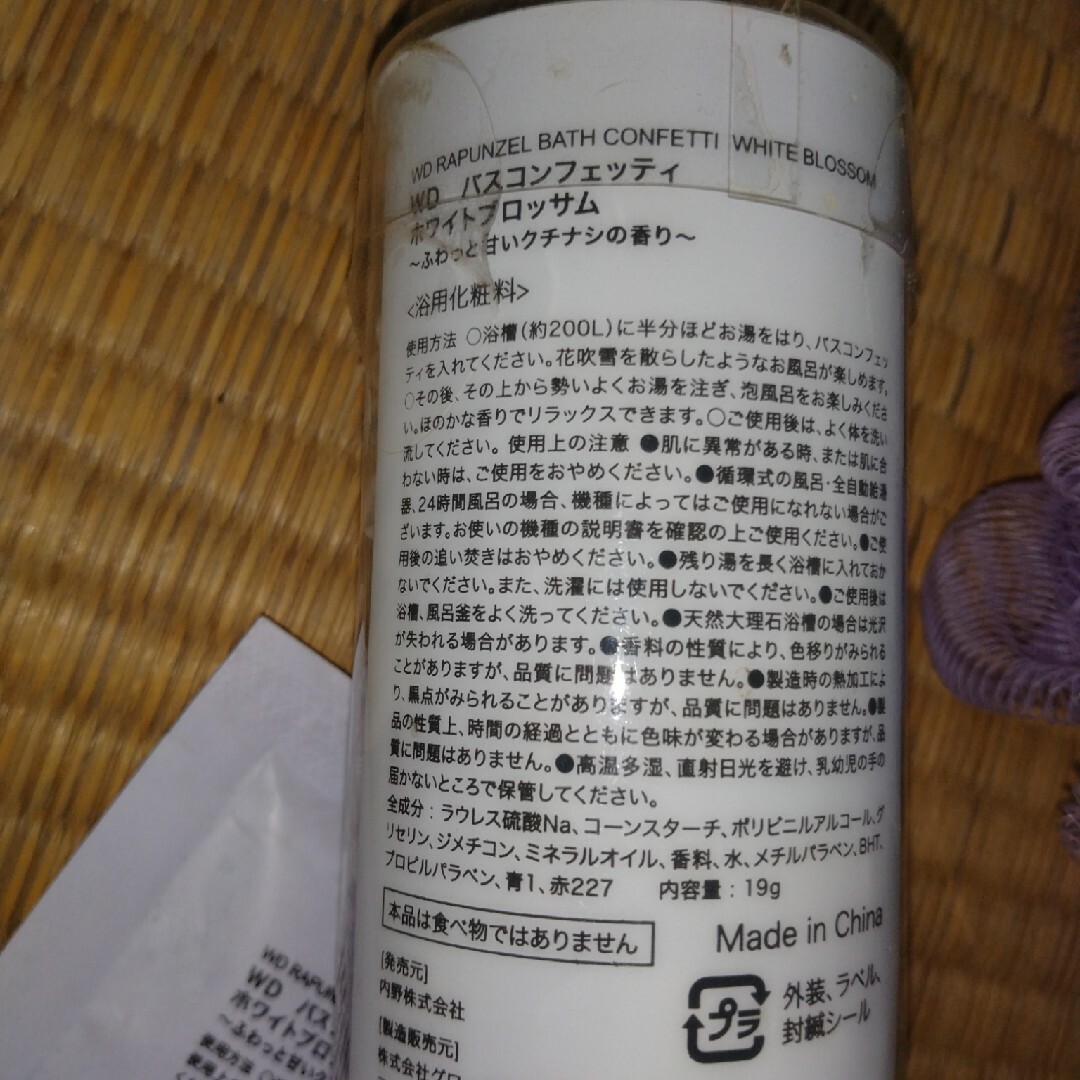 WD RAPUNZEL BATH CONFETTI WHITE BLOSSOM
WD バスコンフェッティ
ホワイトブロッサム
～ふわっと甘いクチナシの香り～
<浴用化粧料>
使用方法 ○浴槽(約200L)に半分ほどお湯をはり、バスコンフェッ
ティを入れてください。花吹雪を散らしたようなお風呂が楽しめます。
○その後、その上から勢いよくお湯を注ぎ、泡風呂をお楽しみくださ
い。ほのかな香りでリラックスできます。○ご使用後は、よく体を洗い
流してください。 使用上の注意 ●肌に異常がある時、または肌に合
わない時は、ご使用をおやめください。●循環式の風呂・全自動給湯
器、24時間風呂の場合、機種によってはご使用になれない場合がご
ざいます。お使いの機種の説明書を確認の上ご使用ください。●ご使
用後の追い焚きはおやめください。●残り湯を長く浴槽に入れておか
ないでください。また、洗濯には使用しないでください。●ご使用後は
浴槽、風呂釜をよく洗ってください。●天然大理石浴槽の場合は光沢
が失われる場合があります。●香料の性質により、色移りがみられる
ことがありますが、品質に問題はありません。●製造時の熱加工によ
り、黒点がみられることがありますが、品質に問題はありません。●製
品の性質上、時間の経過とともに色味が変わる場合がありますが、品
質に問題はありません。●高温多湿、直射日光を避け、乳幼児の手の
届かないところで保管してください。
全成分：ラウレス硫酸Na、コーンスターチ、ポリビニルアルコール、グ
リセリン、ジメチコン、ミネラルオイル、香料、水、メチルパラベン、BHT、
プロピルパラベン、青1、赤227 内容量：19g
本品は食べ物ではありません
Made in China
[発売元]
内野株式会社
[製造販売元]
株式会社グロ
プラ
外装、ラベル、
封緘シール
WD RAPUN
WD バス
ホワイトブロッ
～ふわっと甘いク
使用方法
使用上